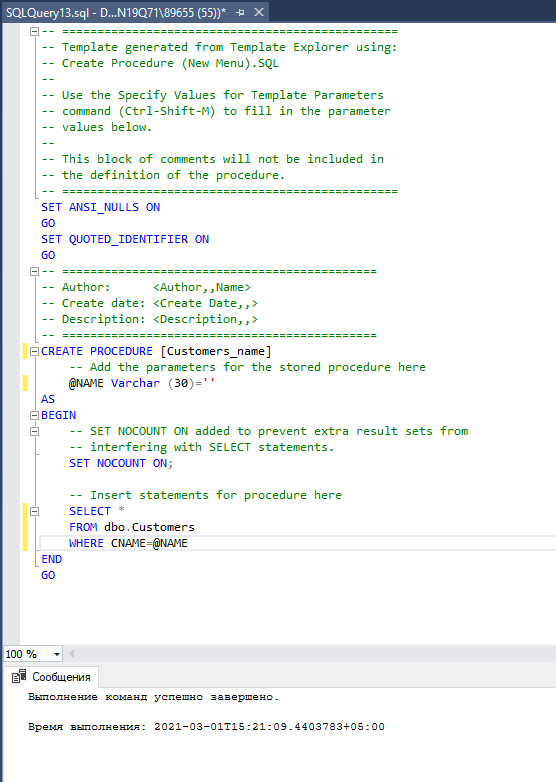 SQLQuery13.sql - D...N19Q71\89655 (55))*
-- ================================================
-- Template generated from Template Explorer using:
-- Create Procedure (New Menu).SQL
--
-- Use the Specify Values for Template Parameters
-- command (Ctrl-Shift-M) to fill in the parameter
-- values below.
--
-- This block of comments will not be included in
-- the definition of the procedure.
-- ================================================
SET ANSI_NULLS ON
GO
SET QUOTED_IDENTIFIER ON
GO
-- =============================================
-- Author:      <Author,,Name>
-- Create date: <Create Date,,>
-- Description: <Description,,>
-- =============================================
CREATE PROCEDURE [Customers_name]
    -- Add the parameters for the stored procedure here
    @NAME Varchar (30)=''
AS
BEGIN
    -- SET NOCOUNT ON added to prevent extra result sets from
    -- interfering with SELECT statements.
    SET NOCOUNT ON;
    -- Insert statements for procedure here
    SELECT *
    FROM dbo.Customers
    WHERE CNAME=@NAME
END
GO
100 %
Сообщения
Выполнение команд успешно завершено.
Время выполнения: 2021-03-01T15:21:09.4403783+05:00